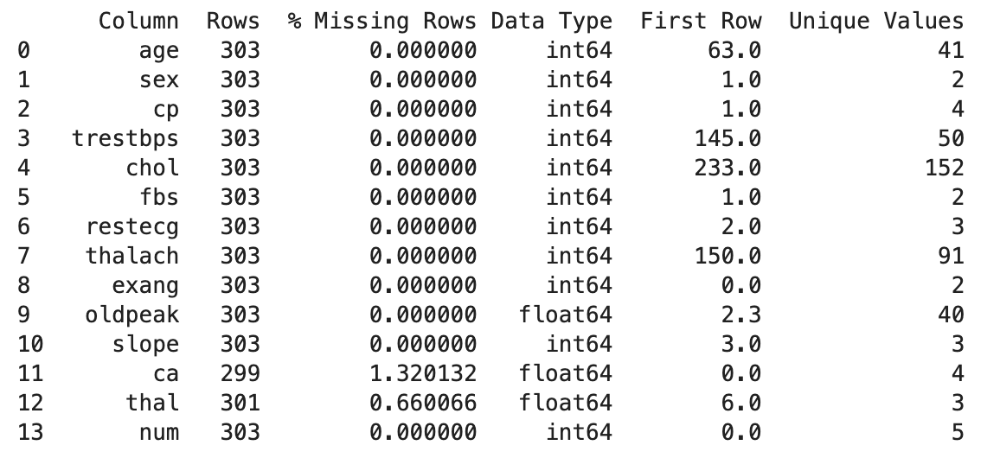 Column Rows % Missing Rows Data Type First Row Unique Values
0 age 303 0.000000 int64 63.0 41
1 sex 303 0.000000 int64 1.0 2
2 cp 303 0.000000 int64 1.0 4
3 trestbps 303 0.000000 int64 145.0 50
4 chol 303 0.000000 int64 233.0 152
5 fbs 303 0.000000 int64 1.0 2
6 restecg 303 0.000000 int64 2.0 3
7 thalach 303 0.000000 int64 150.0 91
8 exang 303 0.000000 int64 0.0 2
9 oldpeak 303 0.000000 float64 2.3 40
10 slope 303 0.000000 int64 3.0 3
11 ca 299 1.320132 float64 0.0 4
12 thal 301 0.660066 float64 6.0 3
13 num 303 0.000000 int64 0.0 5